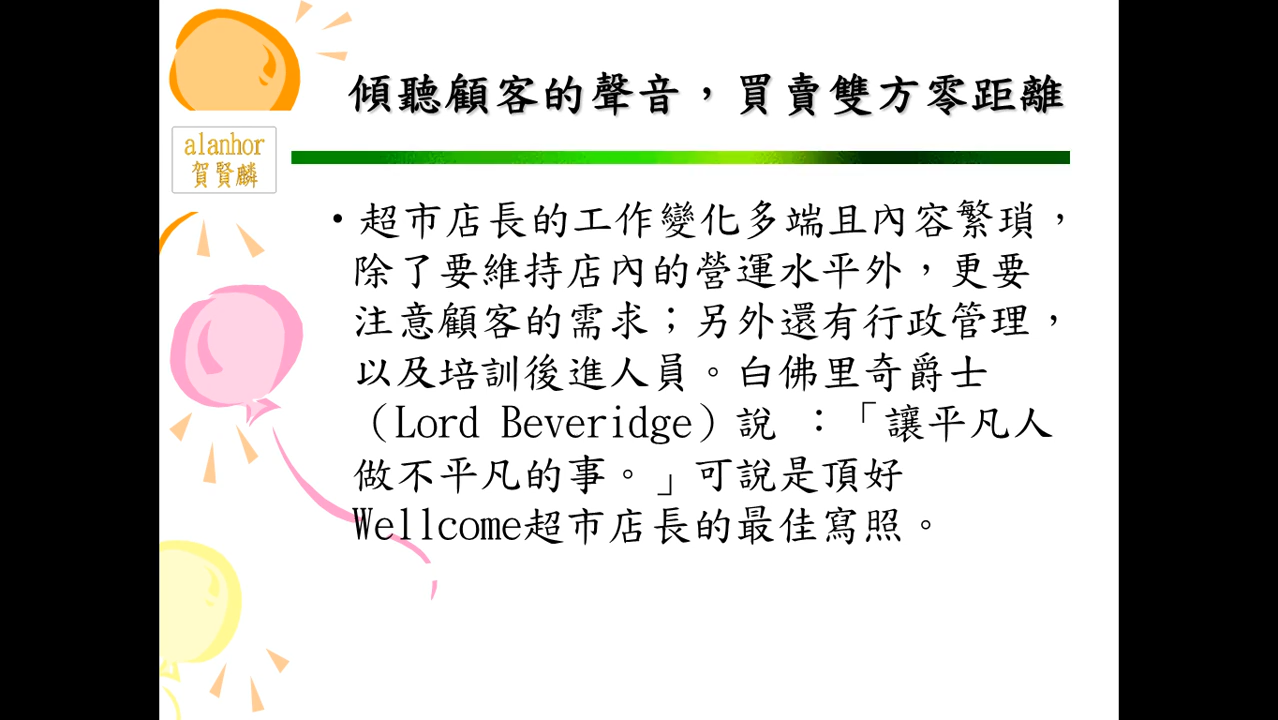 傾聽顧客的聲音，買賣雙方零距離
alanhor
賀賢麟
•超市店長的工作變化多端且內容繁瑣，
除了要維持店內的營運水平外，更要
注意顧客的需求；另外還有行政管理，
以及培訓後進人員。白佛里奇爵士
（Lord Beveridge）說 ：「讓平凡人
做不平凡的事。」可說是頂好
Wellcome超市店長的最佳寫照。